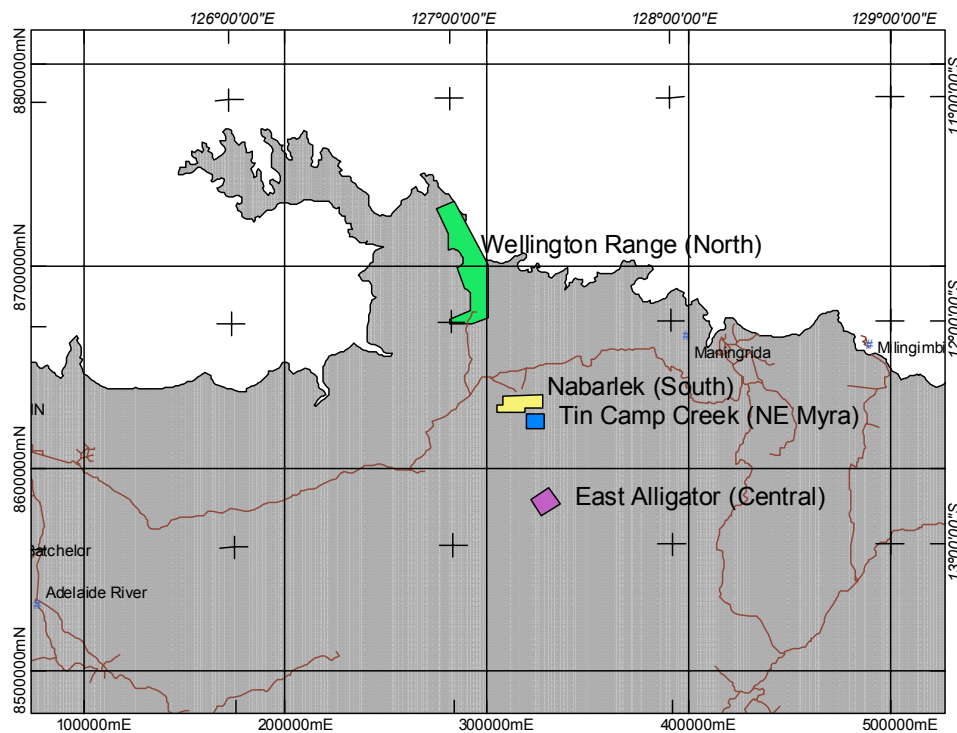 126°00'00"E
127°00'00"E
128°00'00"E
129°00'00"E
8800000mN
11°00'00"S
Wellington Range (North)
8700000mN
12°00'00"S
Maningrida
# Milingimbi
Nabarlek (South)
IN
Tin Camp Creek (NE Myra)
8600000mN
East Alligator (Central)
13°00'00"S
Batchelor
Adelaide River
8500000mN
100000mE
200000mE
300000mE
400000mE
500000mE